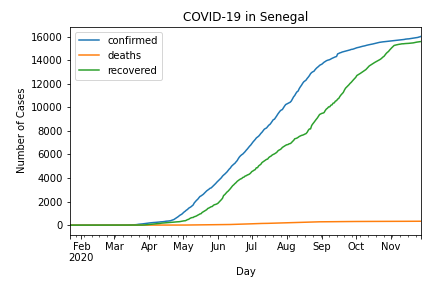 COVID-19 in Senegal
confirmed
deaths
recovered
Number of Cases
16000
14000
12000
10000
8000
6000
4000
2000
0
Feb Mar Apr May Jun Jul Aug Sep Oct Nov
2020
Day